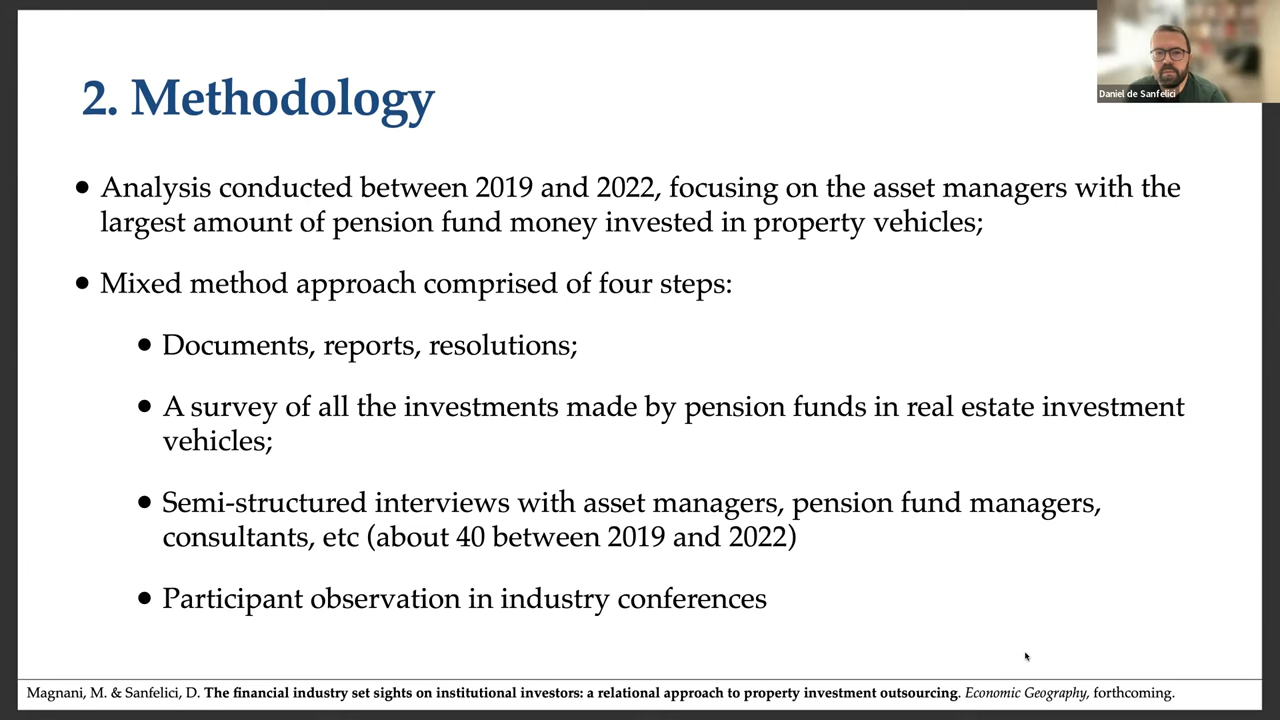 2. Methodology
Daniel de Sanfelici
● Analysis conducted between 2019 and 2022, focusing on the asset managers with the
largest amount of pension fund money invested in property vehicles;
● Mixed method approach comprised of four steps:
● Documents, reports, resolutions;
● A survey of all the investments made by pension funds in real estate investment
vehicles;
● Semi-structured interviews with asset managers, pension fund managers,
consultants, etc (about 40 between 2019 and 2022)
● Participant observation in industry conferences
Magnani, M. & Sanfelici, D. The financial industry set sights on institutional investors: a relational approach to property investment outsourcing. Economic Geography, forthcoming.